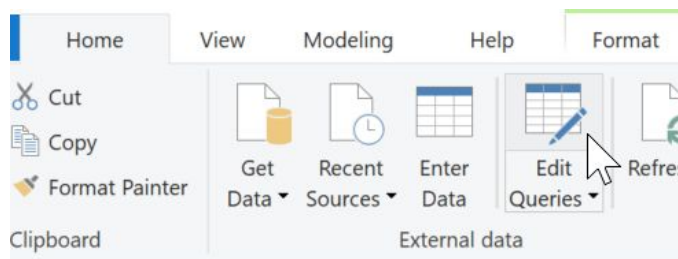 Home View Modeling Help Format
Cut
Copy
Format Painter
Clipboard
Get Data
Recent Sources
Enter Data
Edit Queries
Refre
External data